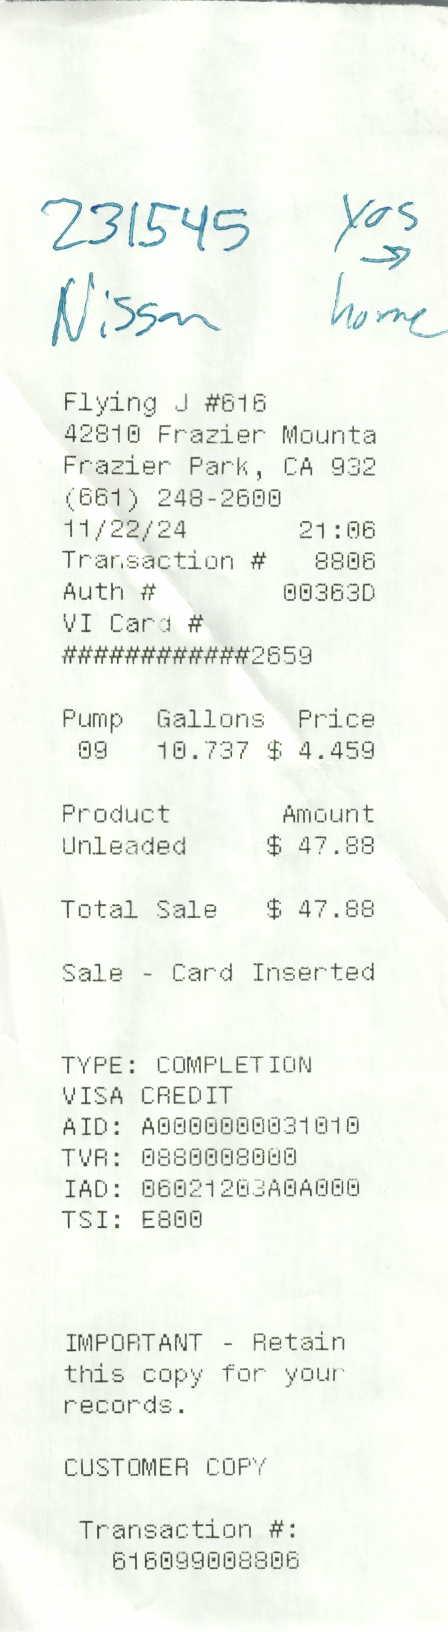 231545 Yos →
Nissan home
Flying J #616
42810 Frazier Mounta
Frazier Park, CA 932
(661) 248-2600
11/22/24 21:06
Transaction # 8806
Auth # 00363D
VI Card #
############2659
Pump Gallons Price
09 10.737 $ 4.459
Product Amount
Unleaded $ 47.88
Total Sale $ 47.88
Sale - Card Inserted
TYPE: COMPLETION
VISA CREDIT
AID: A0000000031010
TVR: 0880008000
IAD: 06021203A0A000
TSI: E800
IMPORTANT - Retain
this copy for your
records.
CUSTOMER COPY
Transaction #:
616099008806